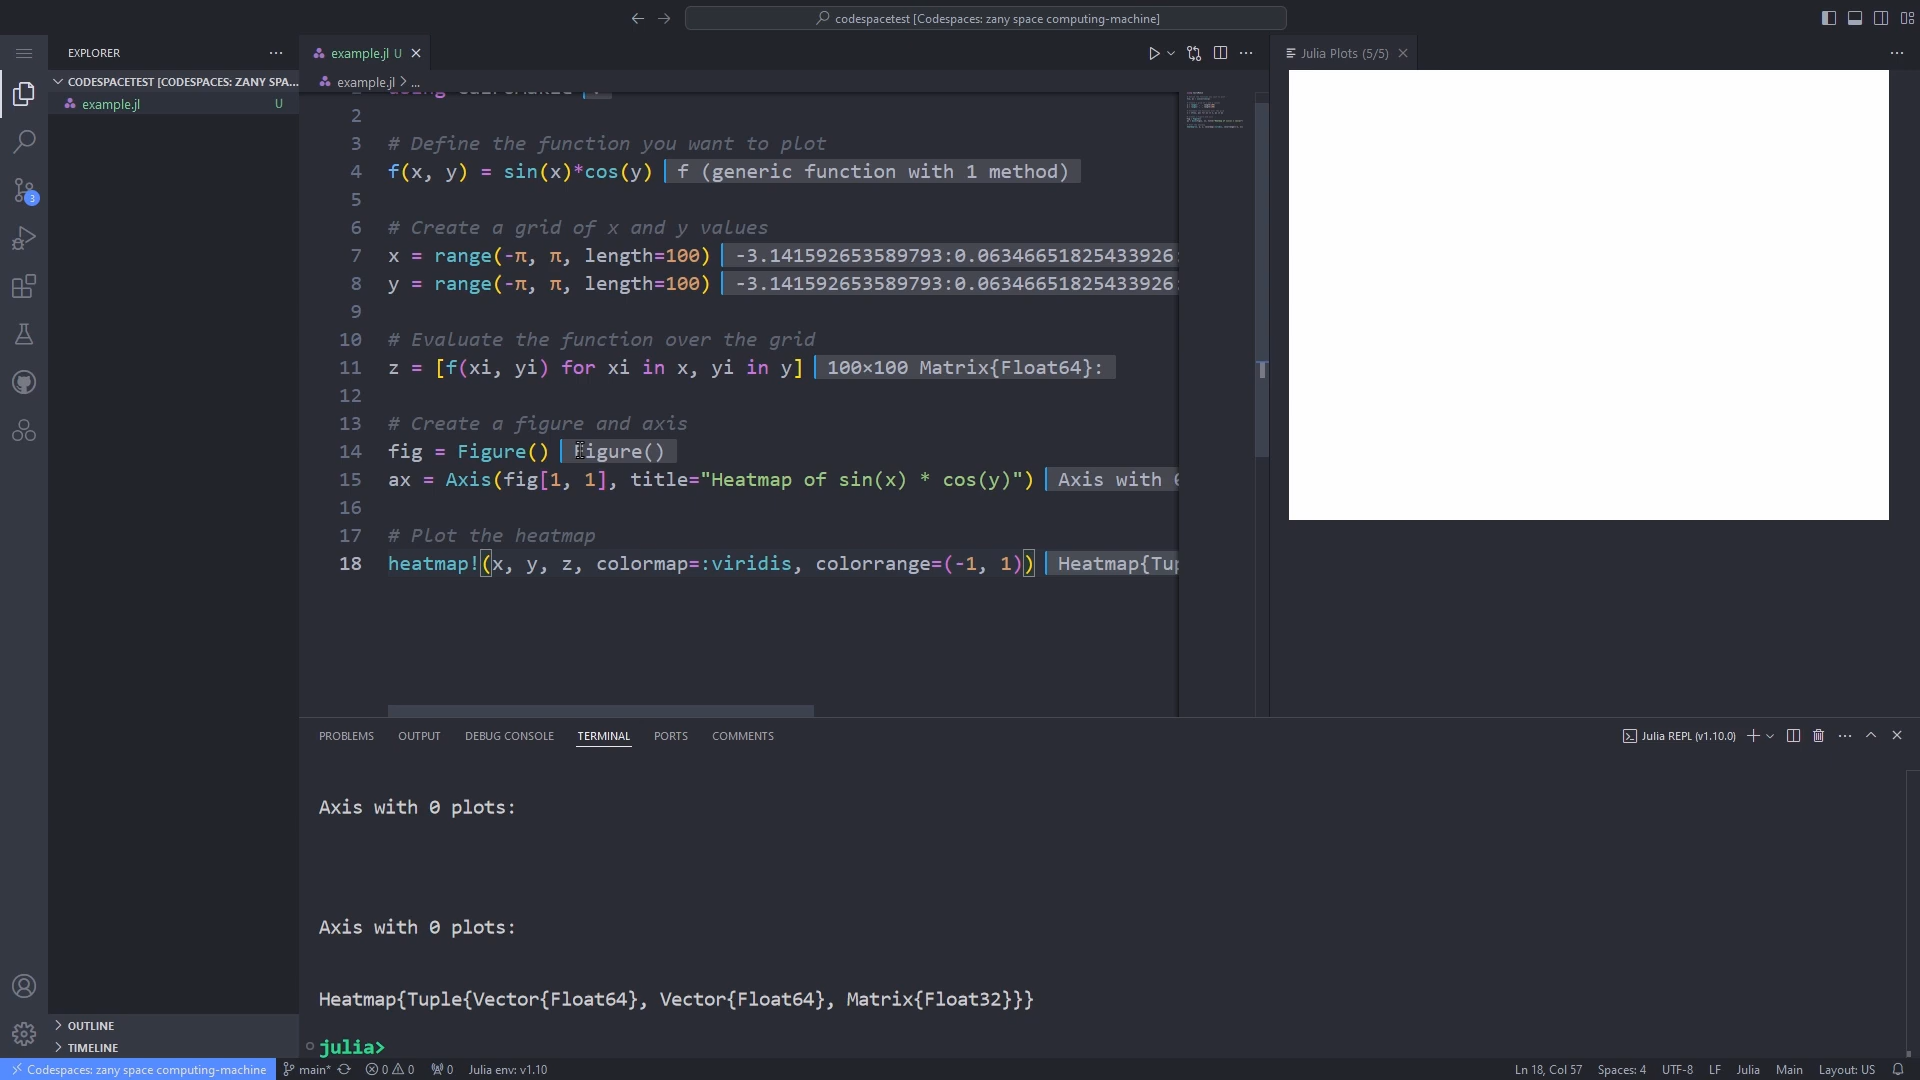 codespacetest [Codespaces: zany space computing-machine]
EXPLORER
CODESPACETEST [CODESPACES: ZANY SPA...
example.jl U
3
example.jl U
example.jl > ...
Julia Plots (5/5)
2
3 # Define the function you want to plot
4 f(x, y) = sin(x)*cos(y) f (generic function with 1 method)
5
6 # Create a grid of x and y values
7 x = range(-π, π, length=100) -3.141592653589793:0.06346651825433926:
8 y = range(-π, π, length=100) -3.141592653589793:0.06346651825433926:
9
10 # Evaluate the function over the grid
11 z = [f(xi, yi) for xi in x, yi in y] 100×100 Matrix{Float64}:
12
13 # Create a figure and axis
14 fig = Figure() Figure()
15 ax = Axis(fig[1, 1], title="Heatmap of sin(x) * cos(y)") Axis with 0
16
17 # Plot the heatmap
18 heatmap!(x, y, z, colormap=:viridis, colorrange=(-1, 1)) Heatmap{Tup
PROBLEMS OUTPUT DEBUG CONSOLE TERMINAL PORTS COMMENTS
Julia REPL (v1.10.0)
Axis with 0 plots:
Axis with 0 plots:
Heatmap{Tuple{Vector{Float64}, Vector{Float64}, Matrix{Float32}}}
julia>
OUTLINE
TIMELINE
Codespaces: zany space computing-machine main* 0 0 0 Julia env: v1.10
Ln 18, Col 57 Spaces: 4 UTF-8 LF Julia Main Layout: US